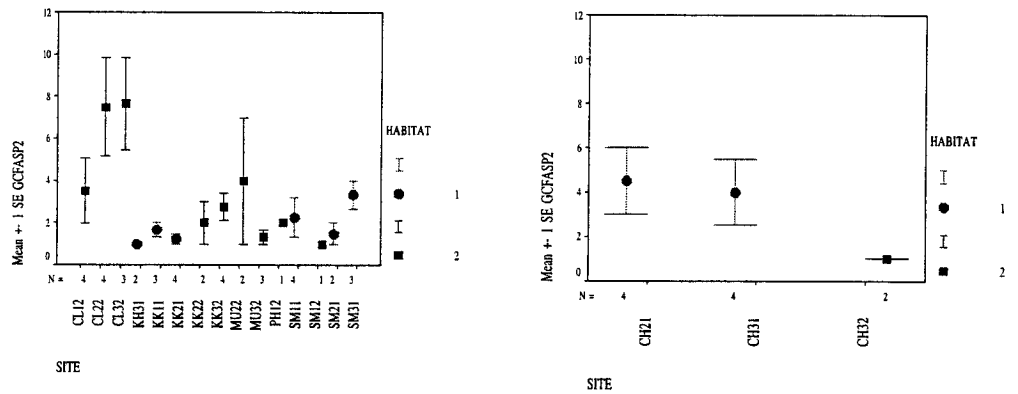 12
10
8
6
4
2
0
Mean +- 1 SE GCFASP2
N = 4 4 3 2 3 4 2 4 2 3 1 4 1 2 3
CL12 CL22 CL32 KH31 KK11 KK21 KK22 KK32 MU22 MU32 PH12 SM11 SM12 SM21 SM31
SITE
HABITAT
1
2
12
10
8
6
4
2
0
Mean +- 1 SE GCFASP2
N = 4 4 2
CH21 CH31 CH32
SITE
HABITAT
1
2